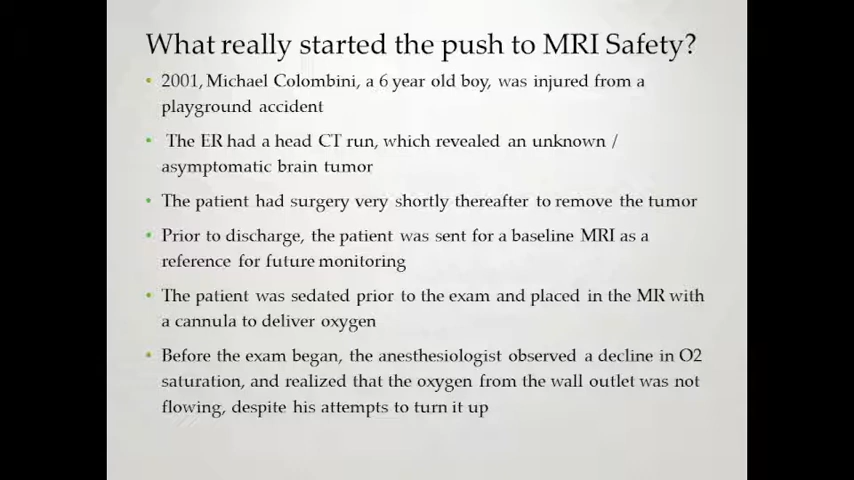 What really started the push to MRI Safety?
• 2001, Michael Colombini, a 6 year old boy, was injured from a
playground accident
• The ER had a head CT run, which revealed an unknown /
asymptomatic brain tumor
• The patient had surgery very shortly thereafter to remove the tumor
• Prior to discharge, the patient was sent for a baseline MRI as a
reference for future monitoring
• The patient was sedated prior to the exam and placed in the MR with
a cannula to deliver oxygen
• Before the exam began, the anesthesiologist observed a decline in O2
saturation, and realized that the oxygen from the wall outlet was not
flowing, despite his attempts to turn it up